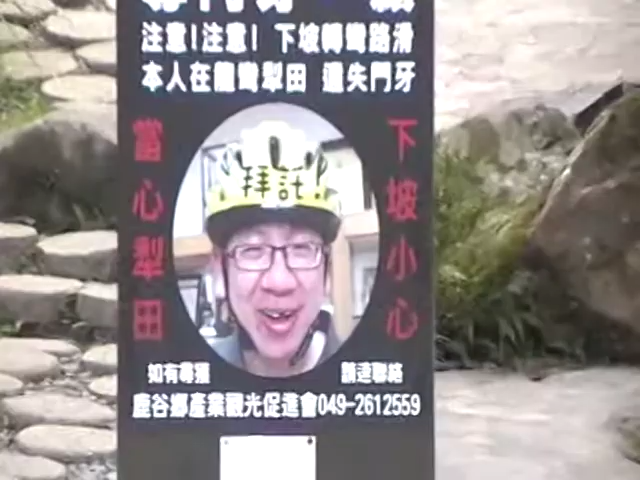 注意!注意! 下坡轉彎路滑
本人在龍彎犁田 遺失門牙
當心犁田
下坡小心
拜託!
如有尋獲
請速聯絡
鹿谷鄉產業觀光促進會049-2612559